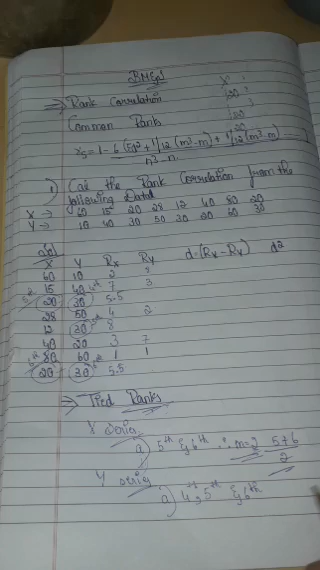 Rank Correlation
Common Ranks
rs = 1 - 6 (Σd² + 1/12 (m³-m) + 1/12 (m³-m) ----)
n³-n
1) Cal the Rank Correlation from the
following Data
X → 60 15 20 28 12 40 80 20
Y → 10 40 30 50 30 20 60 30
Sol
X Y Rx Ry d=(Rx-Ry) d²
60 10 2 8
15 40 7 3
20 30 5.5
28 50 4 2
12 30 8
40 20 3 7
80 60 1 1
20 30 5.5
⇒ Tied Ranks
X Series
a) 5th & 6th ∴ m=2 5+6
2
Y series
a) 4, 5th & 6th